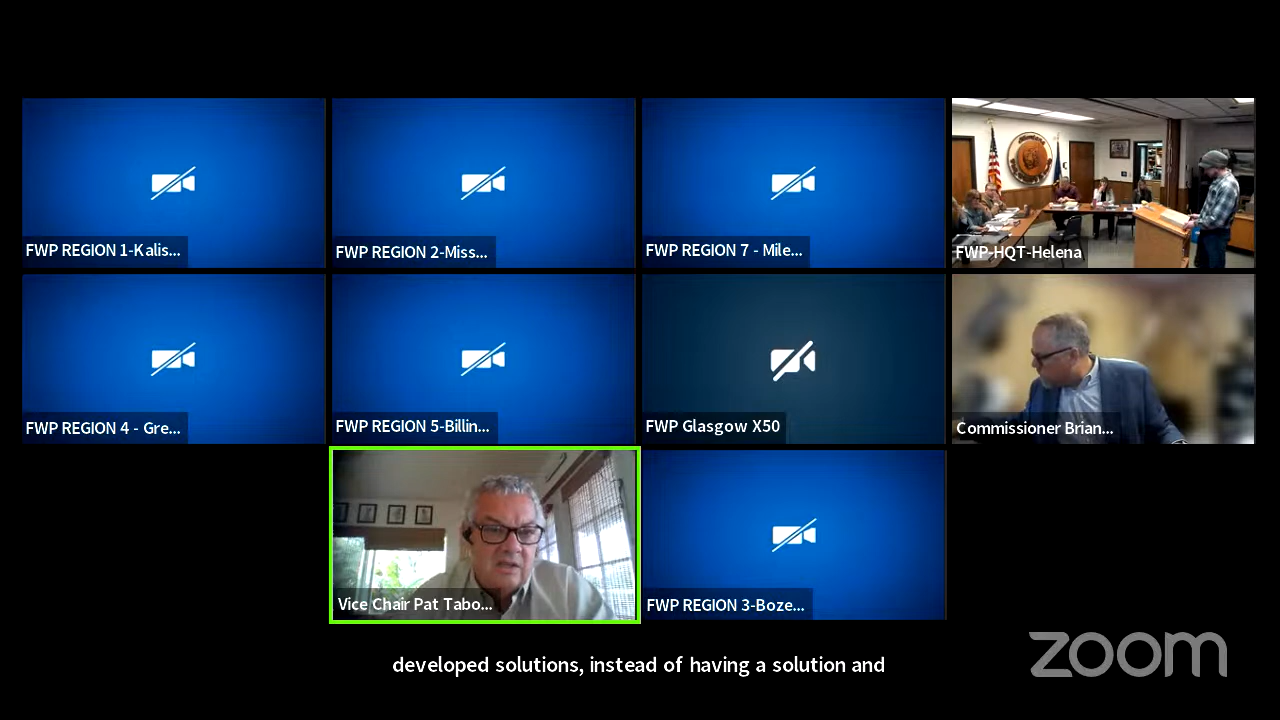 FWP REGION 1-Kalis...
FWP REGION 2-Miss...
FWP REGION 7 - Mile...
FWP-HQT-Helena
FWP REGION 4 - Gre...
FWP REGION 5-Billin...
FWP Glasgow X50
Commissioner Brian...
Vice Chair Pat Tabo...
FWP REGION 3-Boze...
developed solutions, instead of having a solution and
zoom